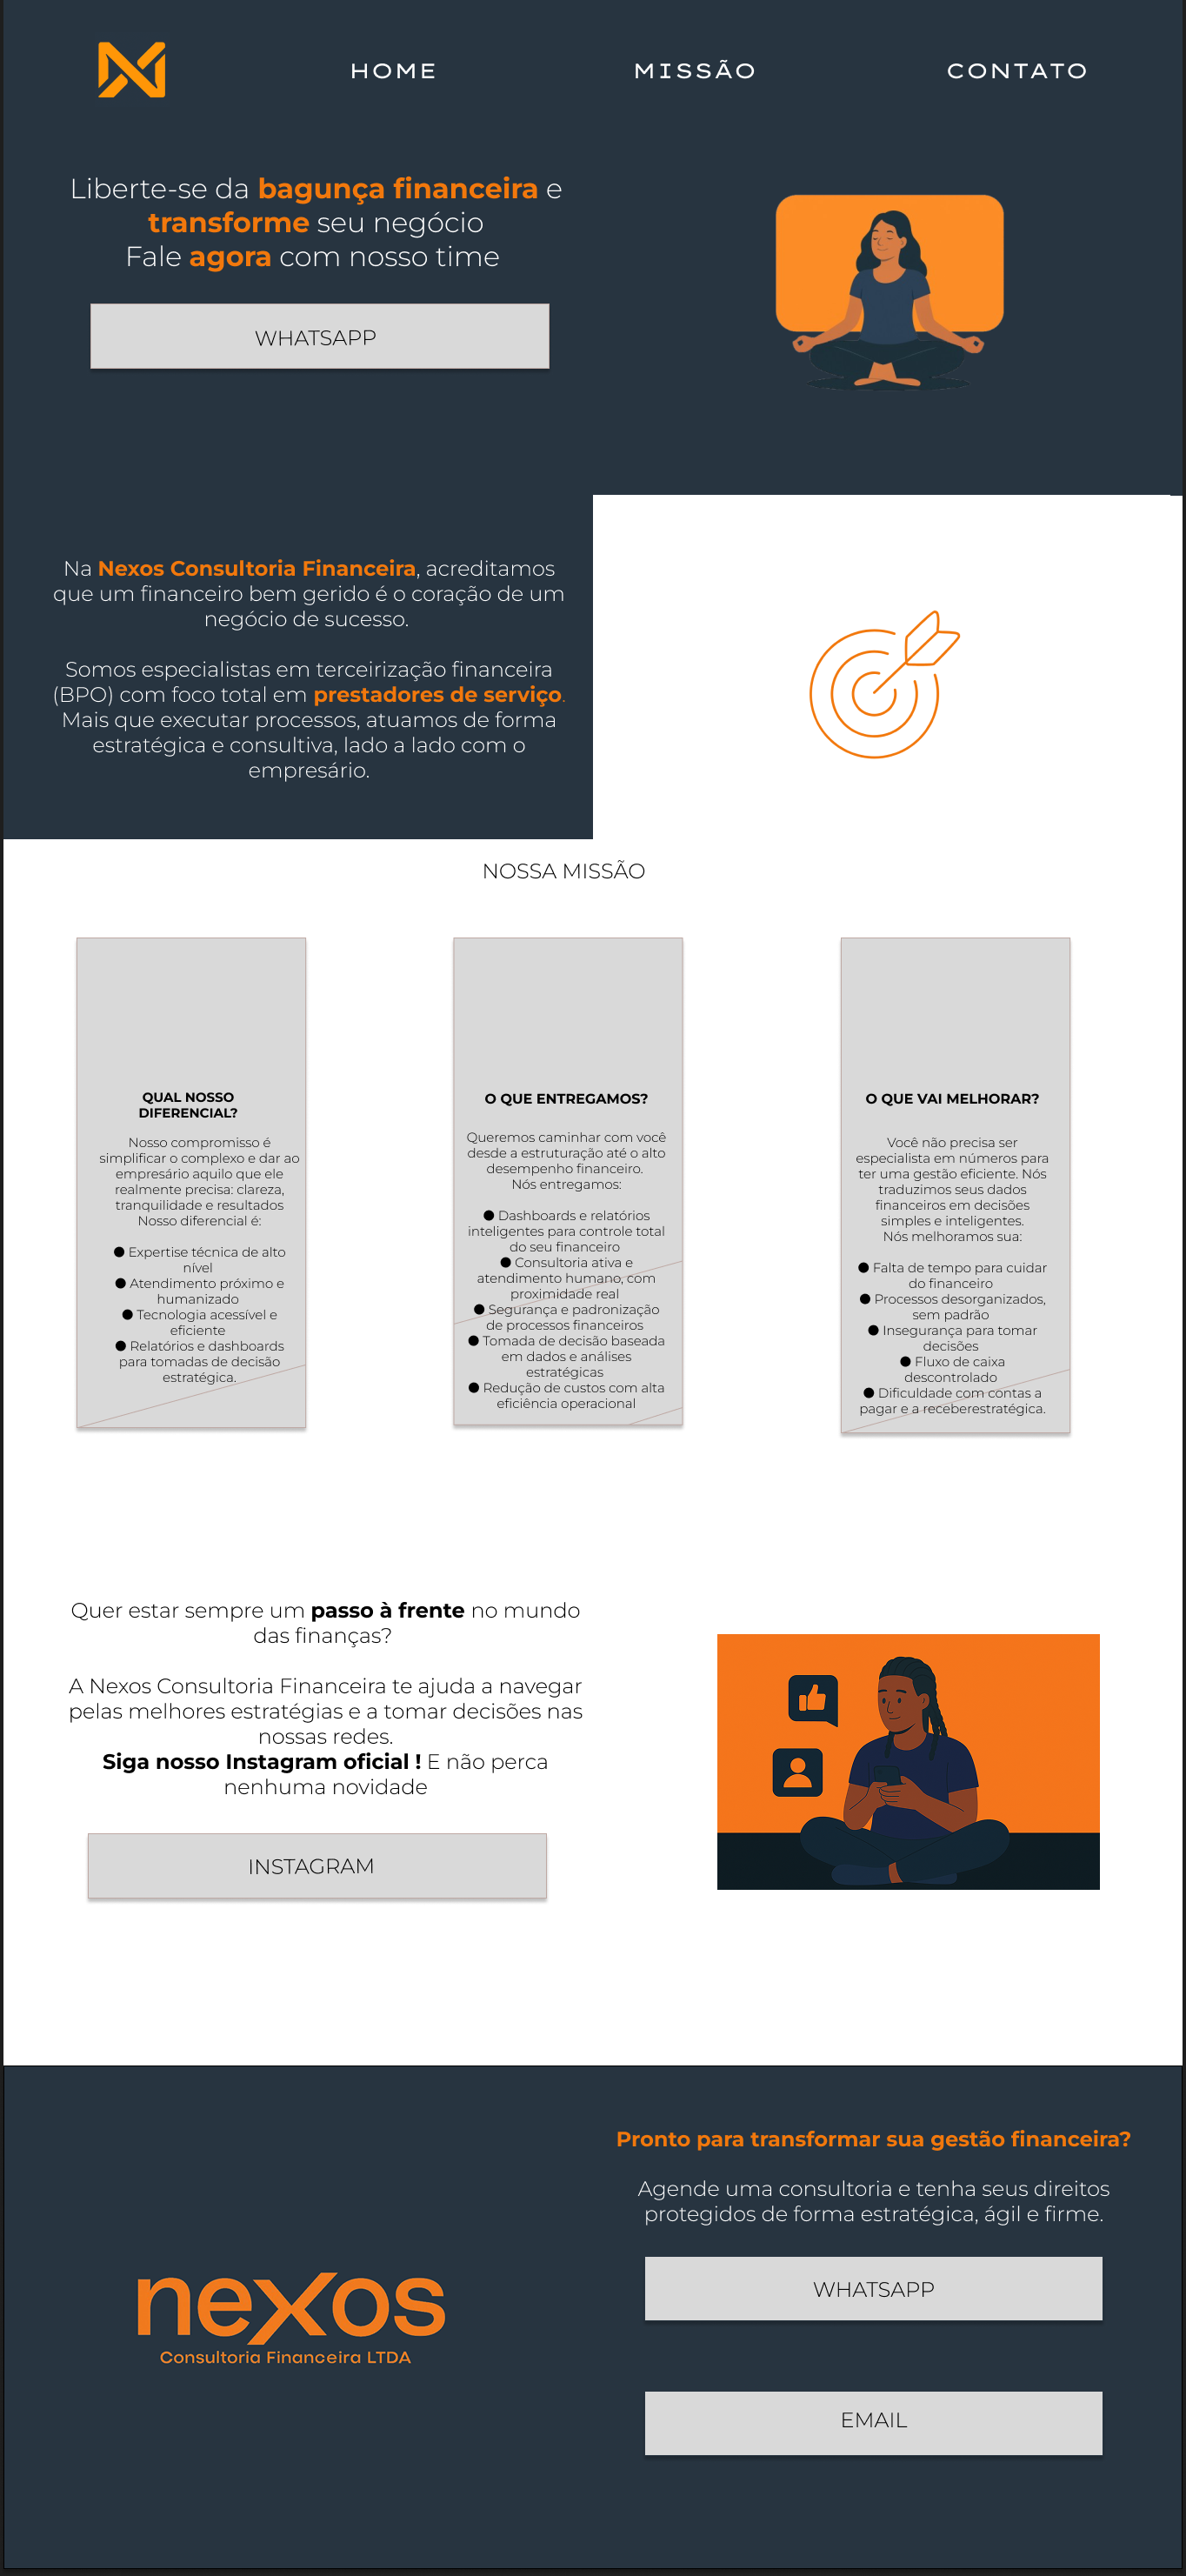 HOME
MISSÃO
CONTATO
Liberte-se da bagunça financeira e
transforme seu negócio
Fale agora com nosso time
WHATSAPP
Na Nexos Consultoria Financeira, acreditamos
que um financeiro bem gerido é o coração de um
negócio de sucesso.
Somos especialistas em terceirização financeira
(BPO) com foco total em prestadores de serviço.
Mais que executar processos, atuamos de forma
estratégica e consultiva, lado a lado com o
empresário.
NOSSA MISSÃO
QUAL NOSSO
DIFERENCIAL?
Nosso compromisso é
simplificar o complexo e dar ao
empresário aquilo que ele
realmente precisa: clareza,
tranquilidade e resultados
Nosso diferencial é:
● Expertise técnica de alto
nível
● Atendimento próximo e
humanizado
● Tecnologia acessível e
eficiente
● Relatórios e dashboards
para tomadas de decisão
estratégica.
O QUE ENTREGAMOS?
Queremos caminhar com você
desde a estruturação até o alto
desempenho financeiro.
Nós entregamos:
● Dashboards e relatórios
inteligentes para controle total
do seu financeiro
● Consultoria ativa e
atendimento humano, com
proximidade real
● Segurança e padronização
de processos financeiros
● Tomada de decisão baseada
em dados e análises
estratégicas
● Redução de custos com alta
eficiência operacional
O QUE VAI MELHORAR?
Você não precisa ser
especialista em números para
ter uma gestão eficiente. Nós
traduzimos seus dados
financeiros em decisões
simples e inteligentes.
Nós melhoramos sua:
● Falta de tempo para cuidar
do financeiro
● Processos desorganizados,
sem padrão
● Insegurança para tomar
decisões
● Fluxo de caixa
descontrolado
● Dificuldade com contas a
pagar e a receberestratégica.
Quer estar sempre um passo à frente no mundo
das finanças?
A Nexos Consultoria Financeira te ajuda a navegar
pelas melhores estratégias e a tomar decisões nas
nossas redes.
Siga nosso Instagram oficial ! E não perca
nenhuma novidade
INSTAGRAM
nexos
Consultoria Financeira LTDA
Pronto para transformar sua gestão financeira?
Agende uma consultoria e tenha seus direitos
protegidos de forma estratégica, ágil e firme.
WHATSAPP
EMAIL